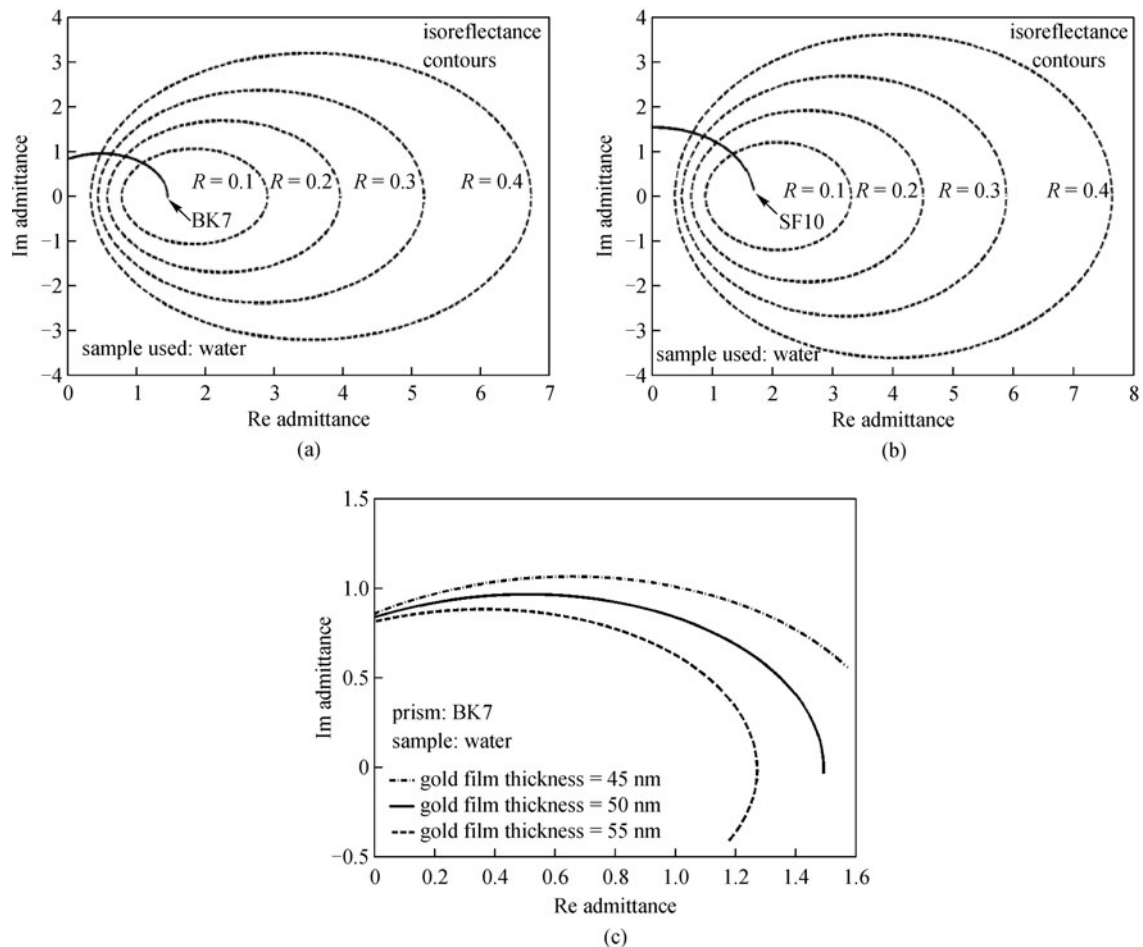 isoreflectance
contours
R = 0.1
R = 0.2
R = 0.3
R = 0.4
BK7
sample used: water
4
3
2
1
0
−1
−2
−3
−4
Im admittance
0 1 2 3 4 5 6 7
Re admittance
(a)
isoreflectance
contours
R = 0.1
R = 0.2
R = 0.3
R = 0.4
SF10
sample used: water
4
3
2
1
0
−1
−2
−3
−4
Im admittance
0 1 2 3 4 5 6 7 8
Re admittance
(b)
1.5
1.0
0.5
0
−0.5
Im admittance
prism: BK7
sample: water
gold film thickness = 45 nm
gold film thickness = 50 nm
gold film thickness = 55 nm
0 0.2 0.4 0.6 0.8 1.0 1.2 1.4 1.6
Re admittance
(c)